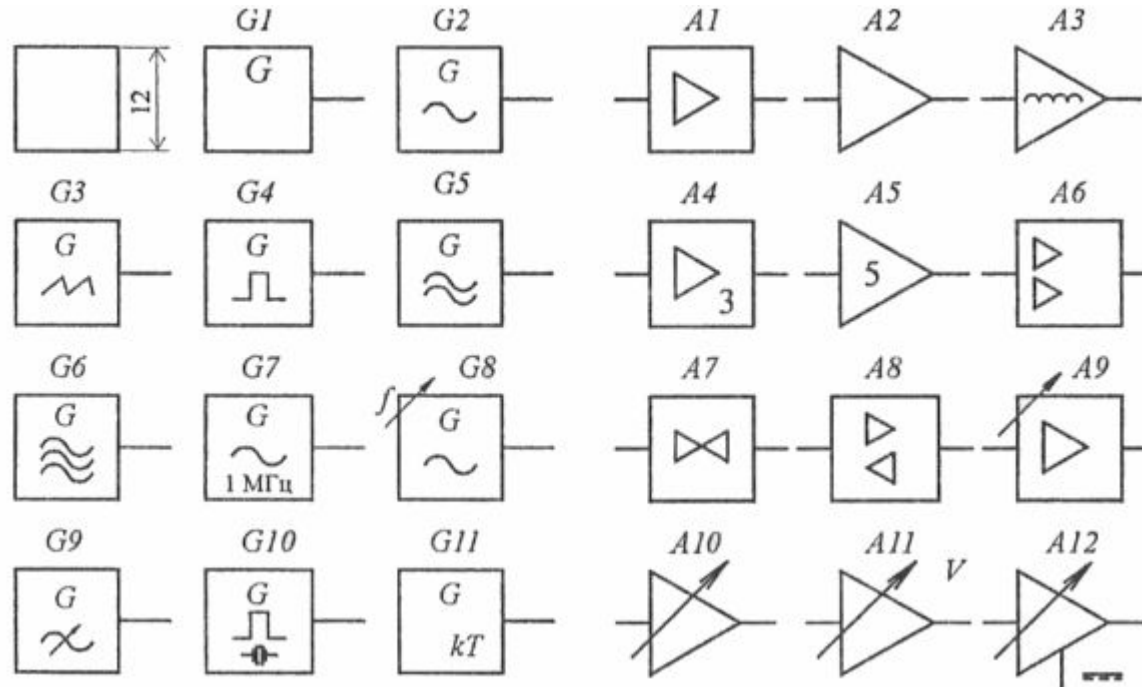 G1 G2 A1 A2 A3
12 G G
G3 G4 G5 A4 A5 A6
G G G 3 5
G6 G7 G8 A7 A8 A9
f
G G G
1 МГц
G9 G10 G11 A10 A11 A12
V
G G G
kT